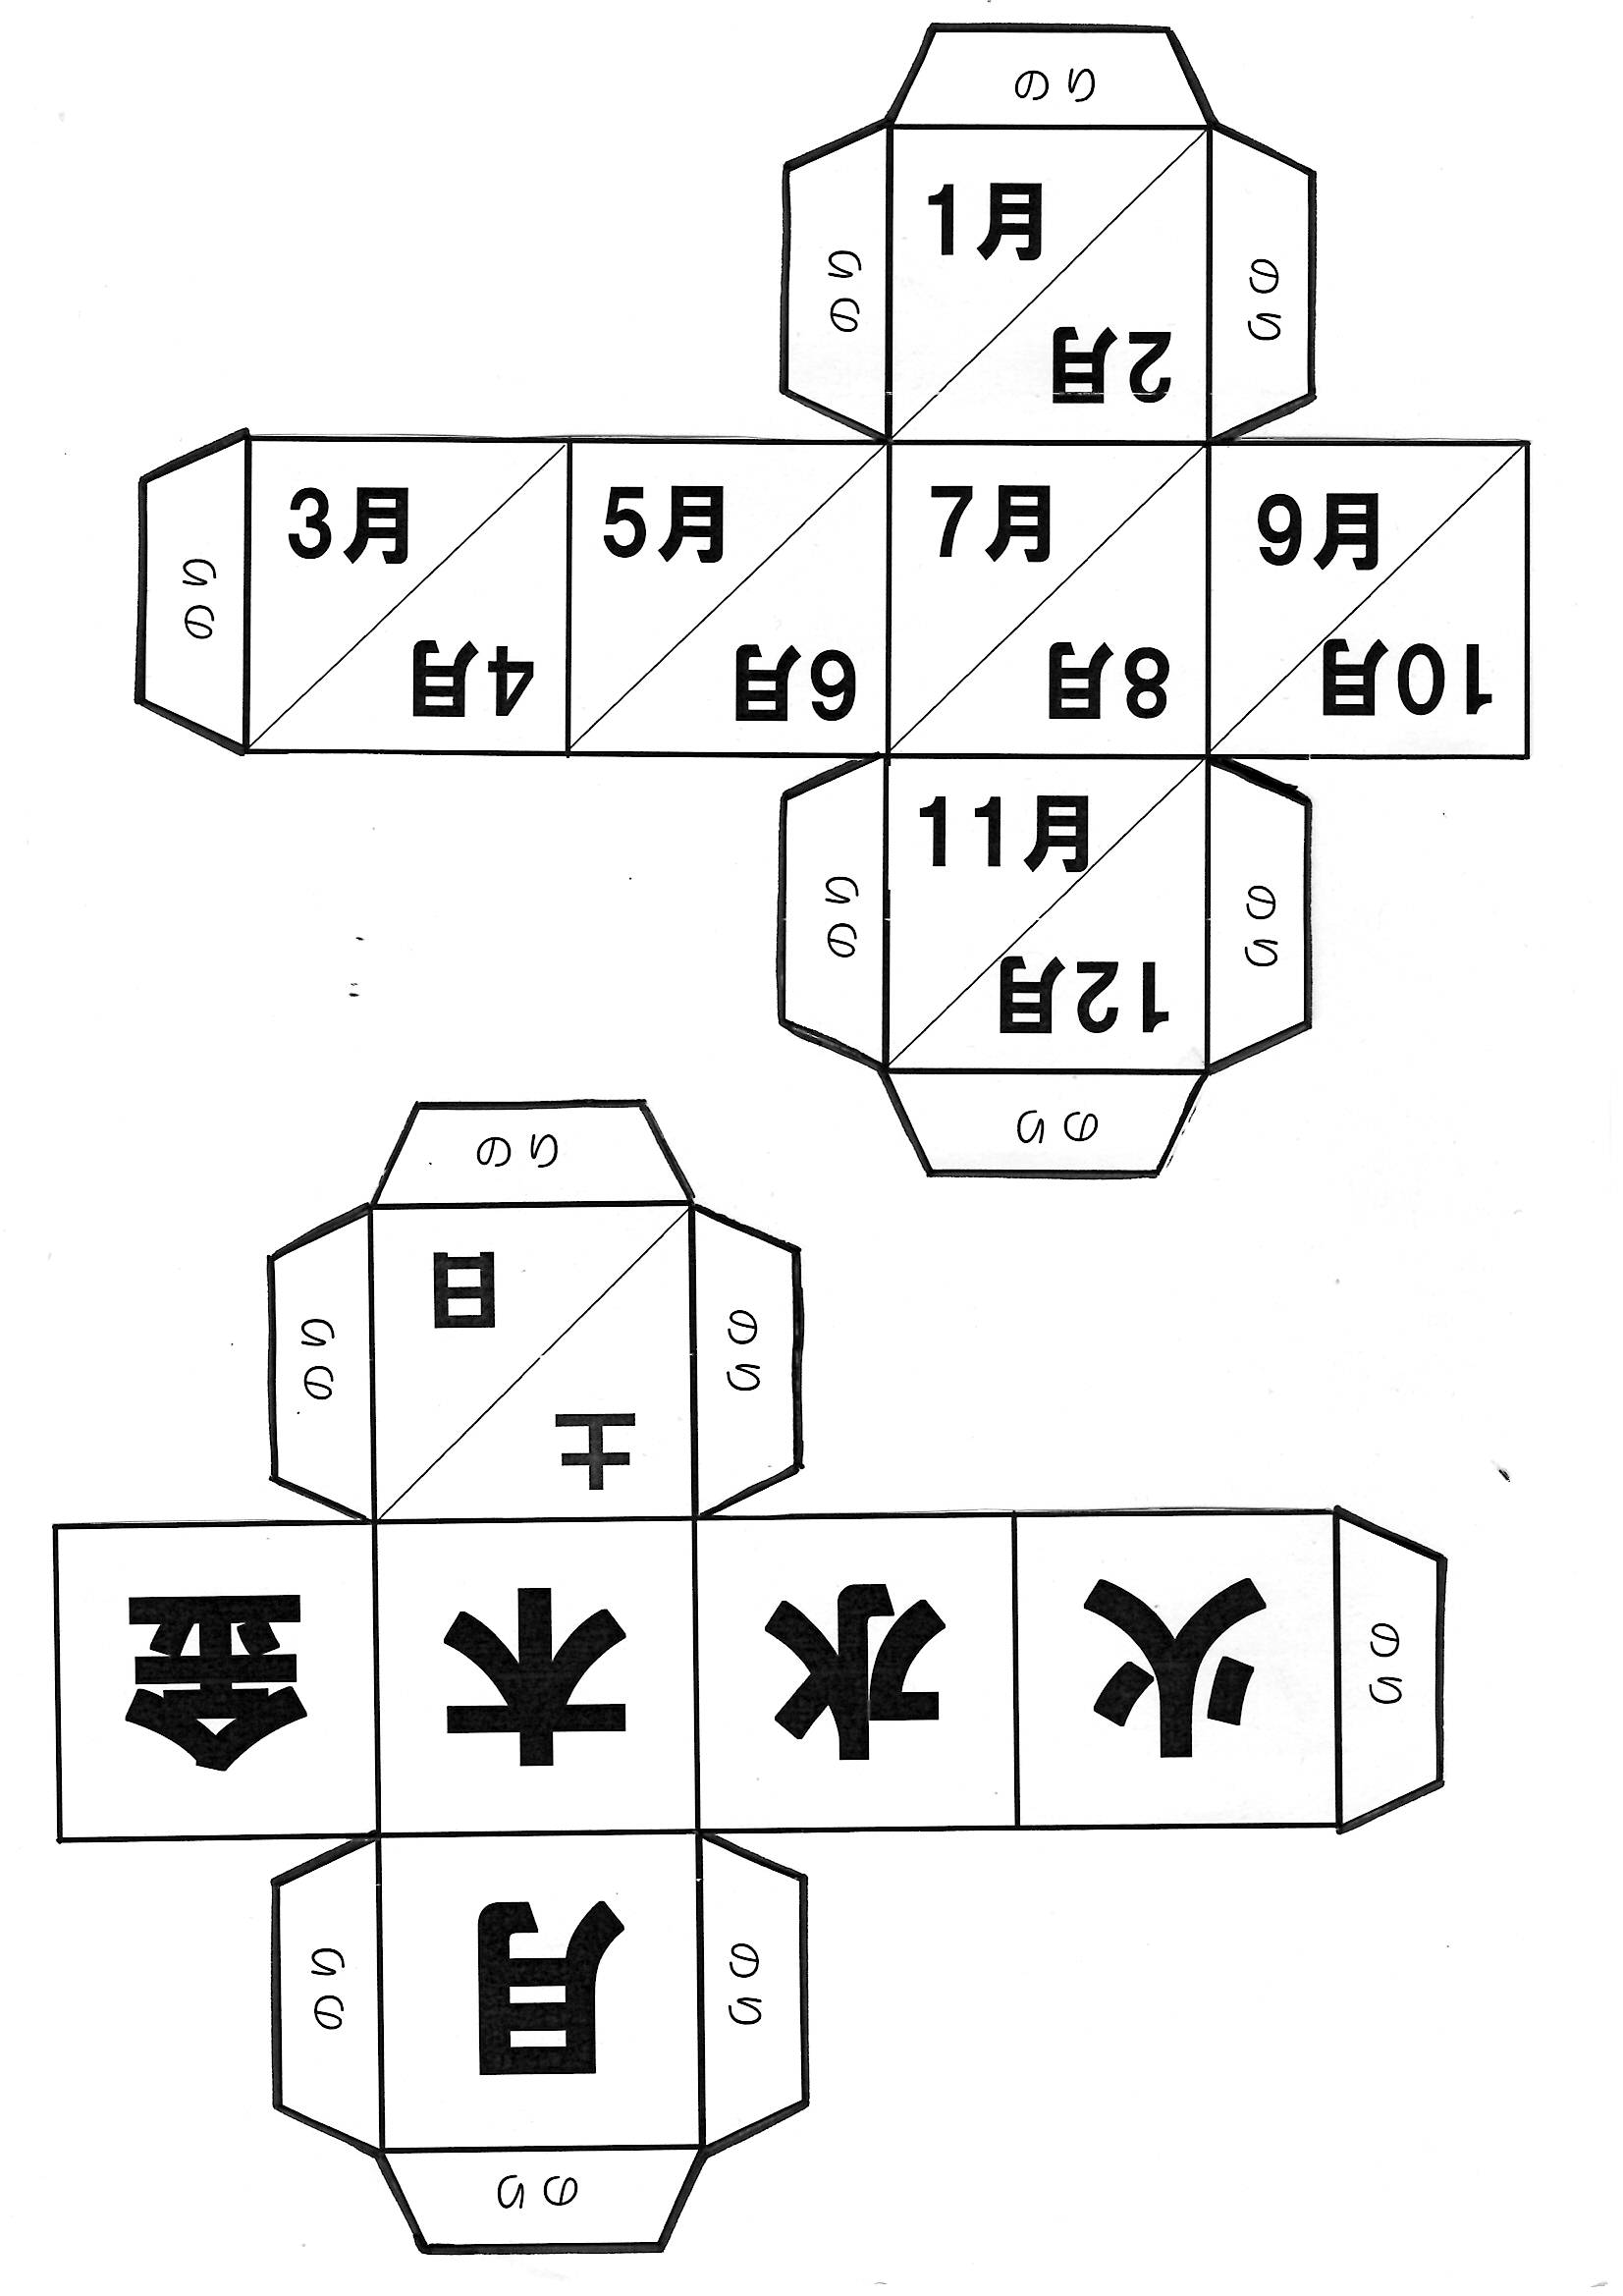 のり
1月
のり
のり
2月
3月
5月
7月
9月
のり
4月
6月
8月
10月
11月
のり
のり
12月
のり
のり
日
のり
のり
土
金
木
水
火
のり
月
のり
のり
のり